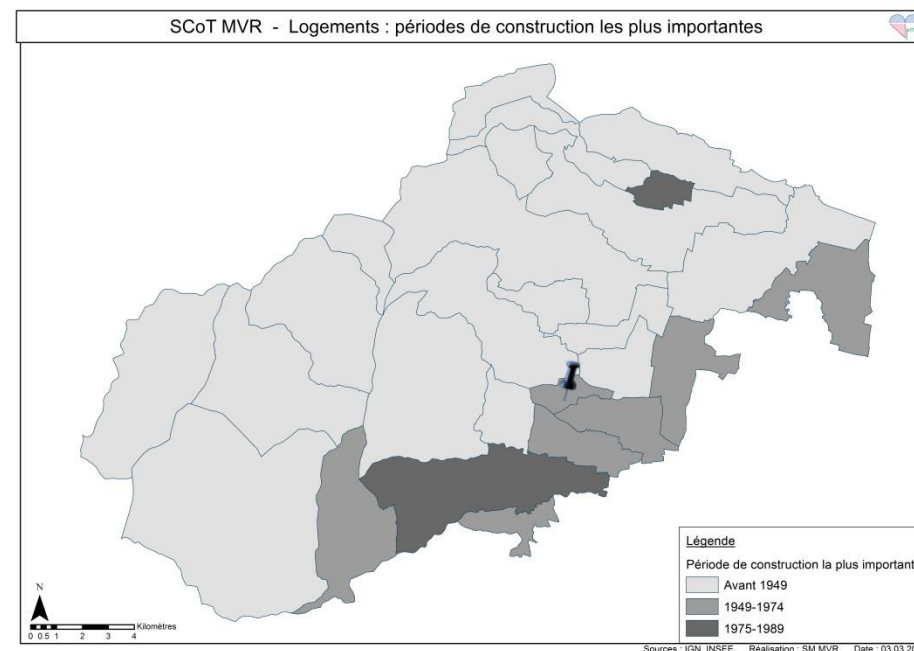 SCoT MVR - Logements : périodes de construction les plus importantes
Légende
Période de construction la plus important
Avant 1949
1949-1974
1975-1989
N
0 0.5 1 2 3 4 Kilomètres
Sources : IGN, INSEE Réalisation : SM MVR Date : 03.03.20